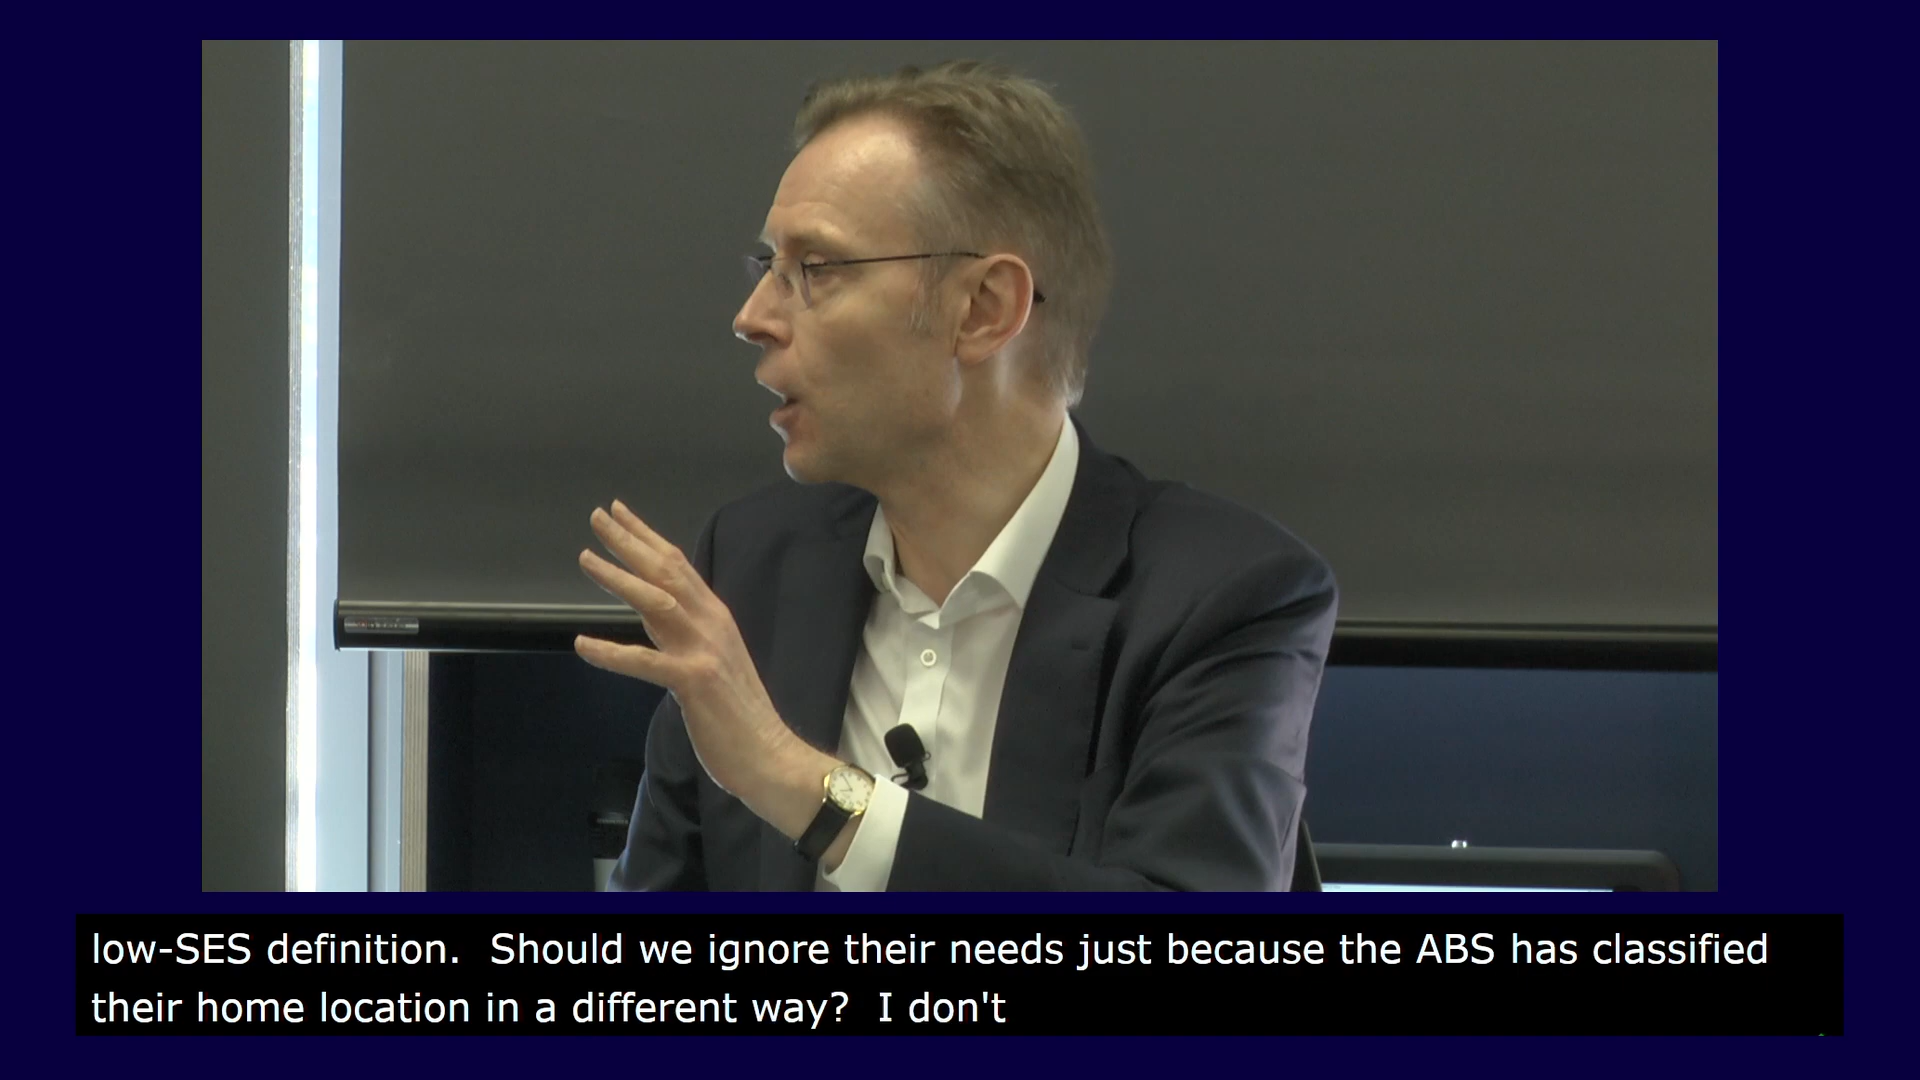 low-SES definition.  Should we ignore their needs just because the ABS has classified
their home location in a different way?  I don't